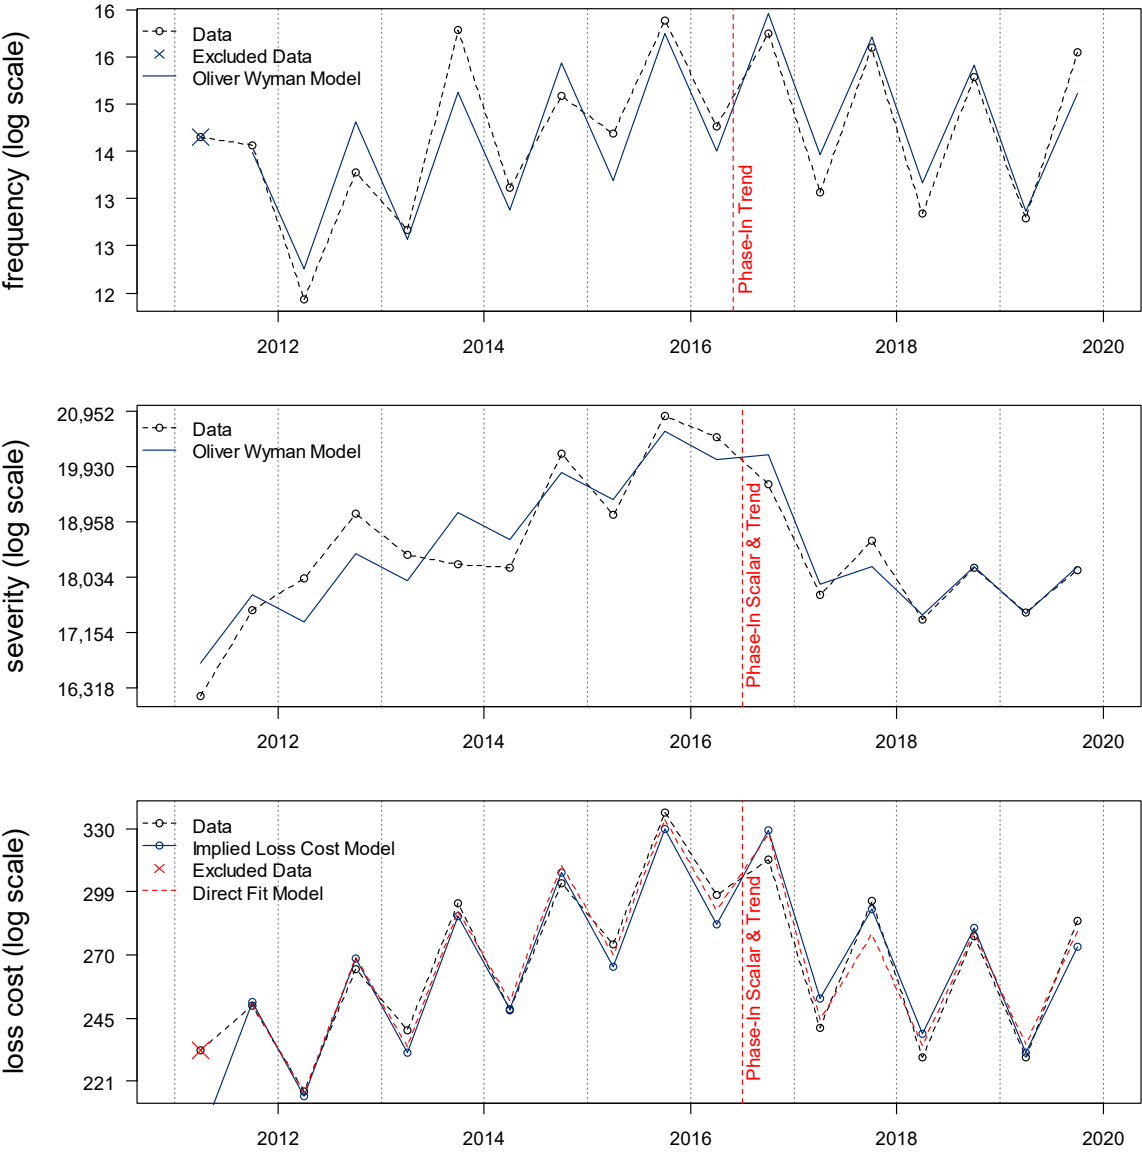 frequency (log scale)
16
16
15
14
13
13
12
Data
Excluded Data
Oliver Wyman Model
Phase-In Trend
2012
2014
2016
2018
2020
severity (log scale)
20,952
19,930
18,958
18,034
17,154
16,318
Data
Oliver Wyman Model
Phase-In Scalar & Trend
2012
2014
2016
2018
2020
loss cost (log scale)
330
299
270
245
221
Data
Implied Loss Cost Model
Excluded Data
Direct Fit Model
Phase-In Scalar & Trend
2012
2014
2016
2018
2020